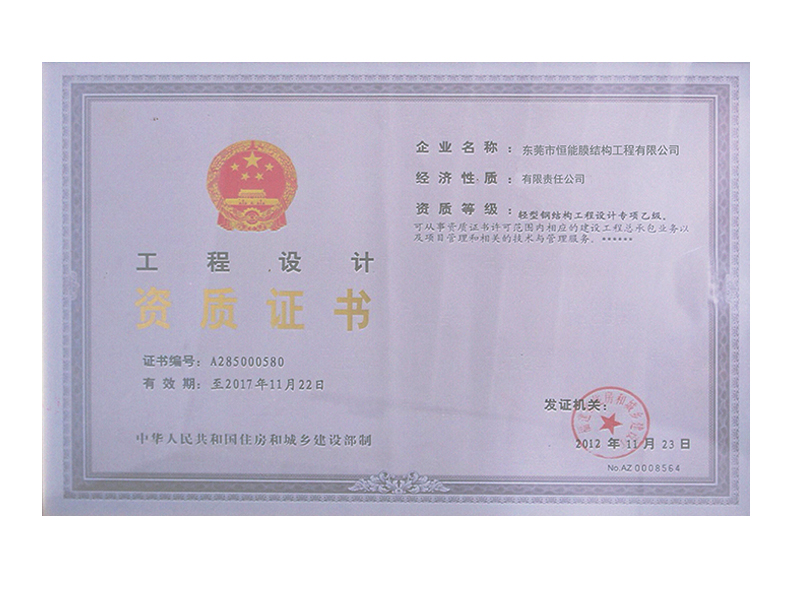 工程设计
资质证书
证书编号：A285000580
有效期：至2017年11月22日
中华人民共和国住房和城乡建设部制
企业名称：东莞市恒能膜结构工程有限公司
经济性质：有限责任公司
资质等级：轻型钢结构工程设计专项乙级。
可从事资质证书许可范围内相应的建设工程总承包业务以
及项目管理和相关的技术与管理服务。******
发证机关：
2012年11月23日
No.AZ 0008564